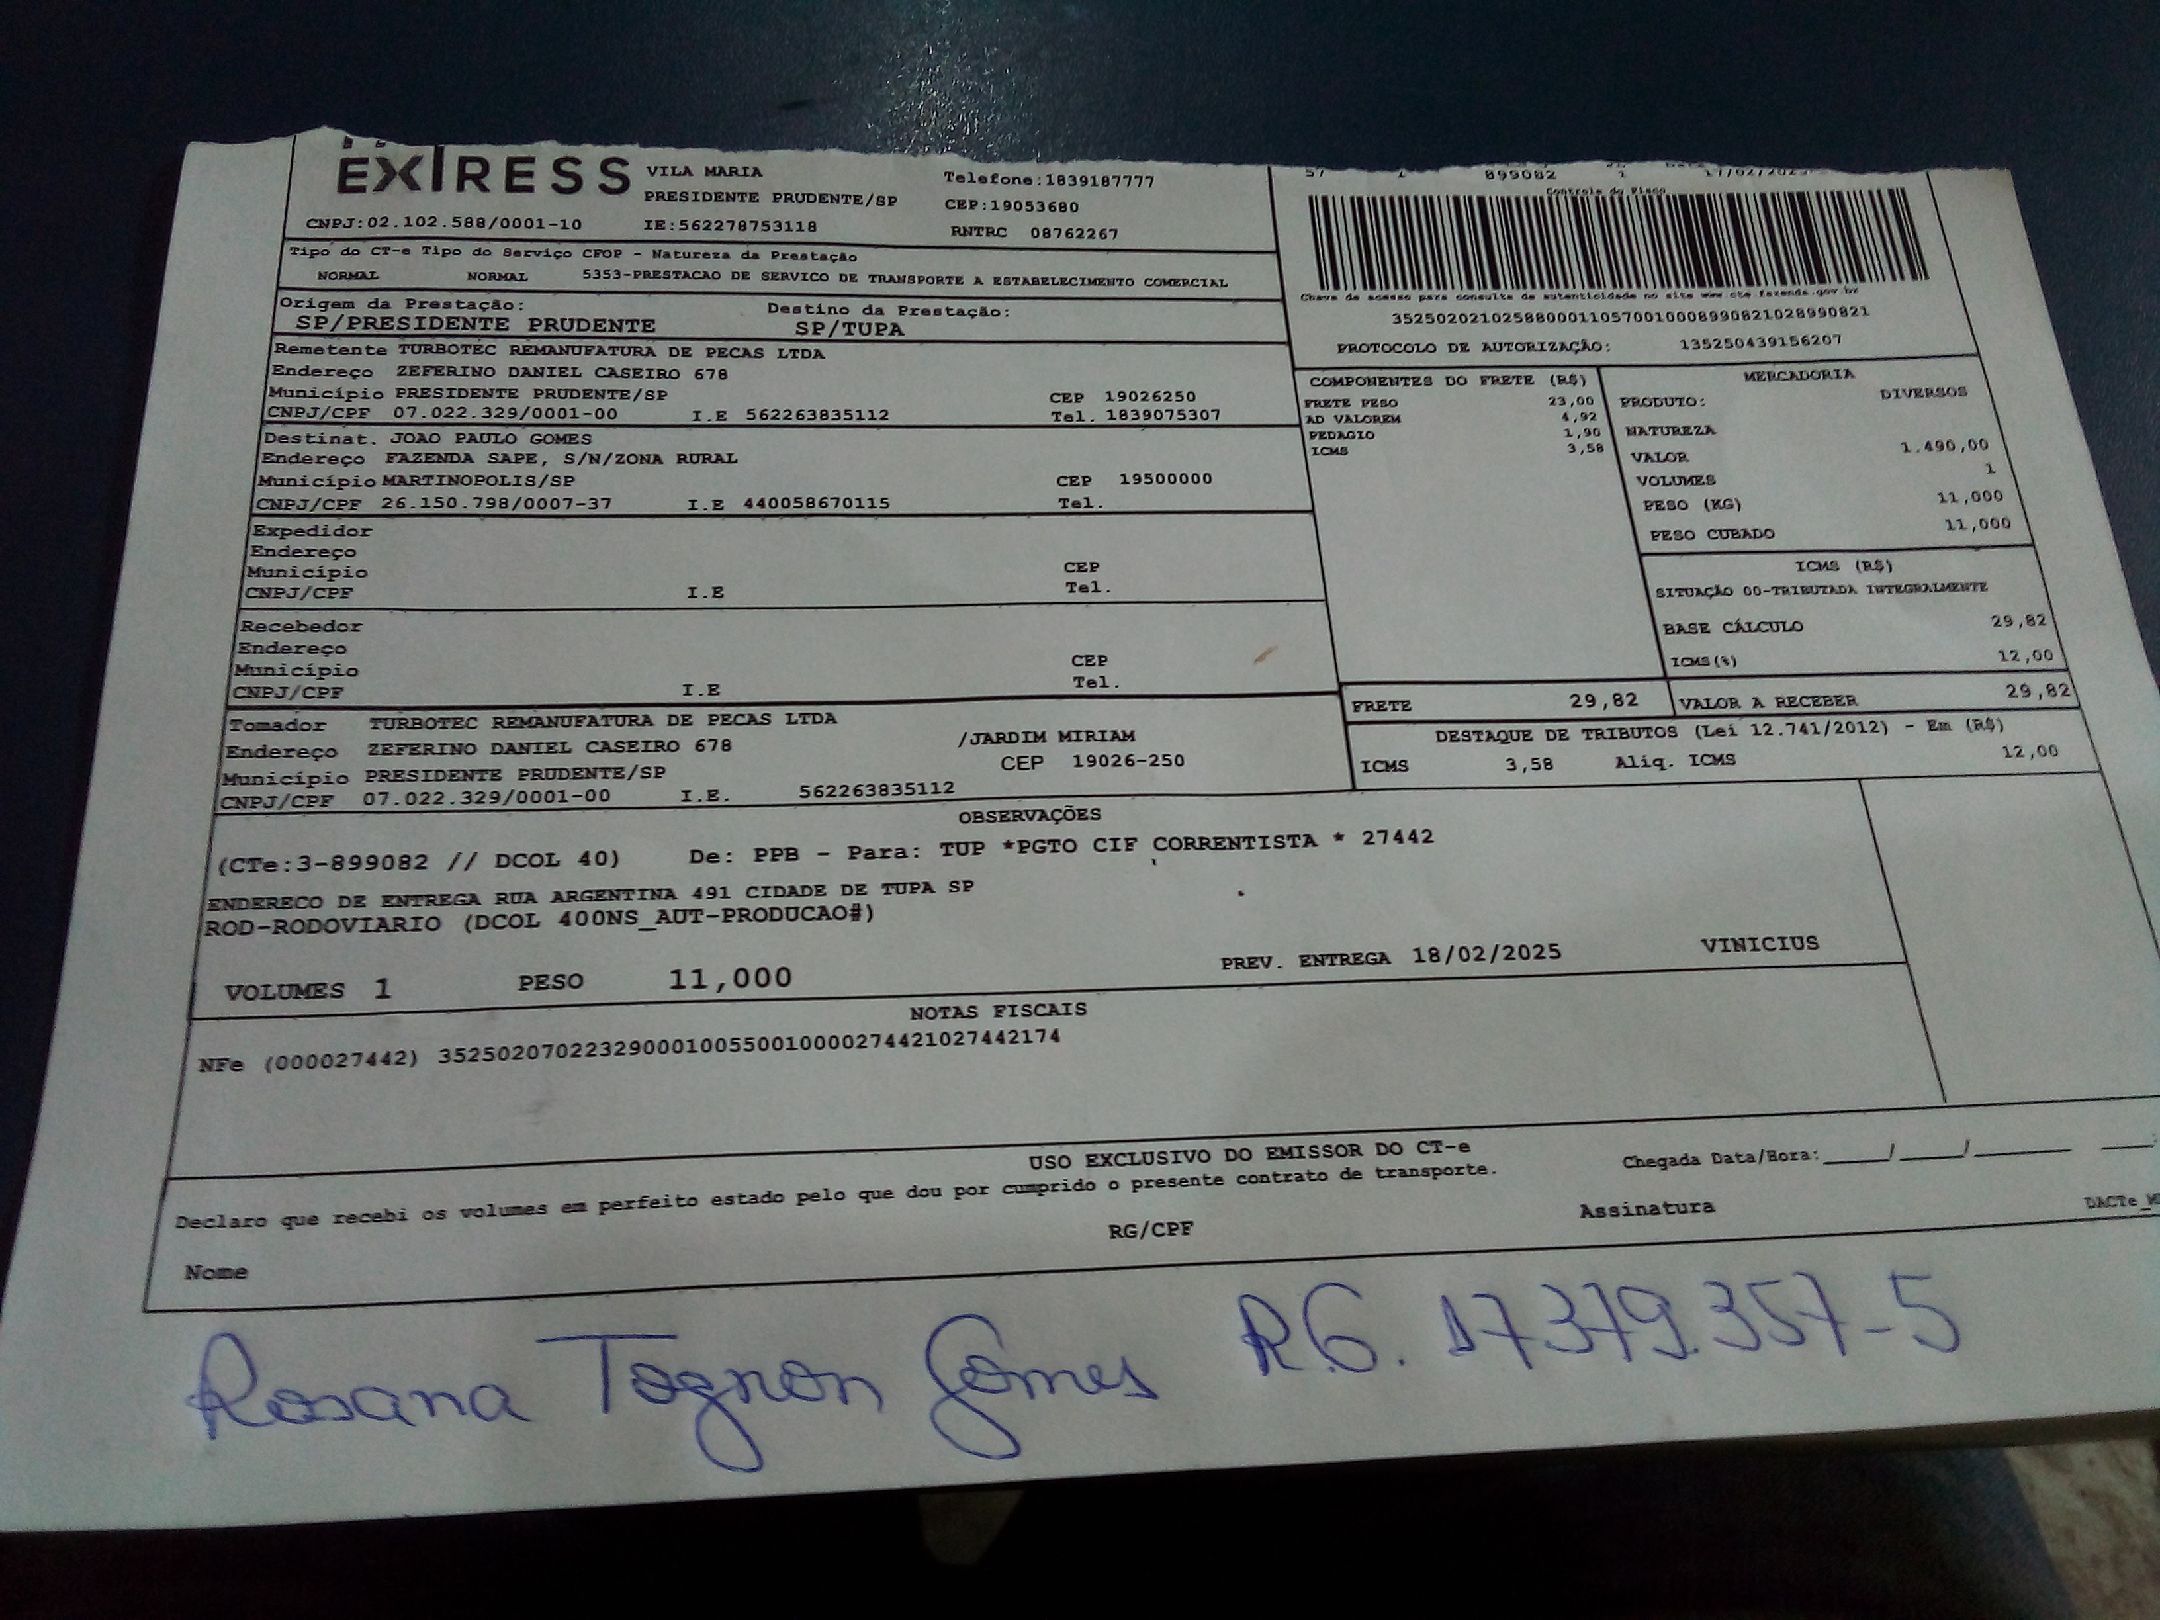 EXPRESS
VILA MARIA Telefone:1839187777
PRESIDENTE PRUDENTE/SP CEP:19053680
CNPJ:02.102.588/0001-10 IE:562278753118 RNTRC 08762267
57 1 899082 1 17/02/2025
Controle do Fisco
Tipo do CT-e Tipo do Serviço CFOP - Natureza da Prestação
NORMAL NORMAL 5353-PRESTACAO DE SERVICO DE TRANSPORTE A ESTABELECIMENTO COMERCIAL
Chave de acesso para consulta de autenticidade no site www.cte.fazenda.gov.br
35250202102588000110570010008990821028990821
PROTOCOLO DE AUTORIZAÇÃO: 135250439156207
Origem da Prestação: Destino da Prestação:
SP/PRESIDENTE PRUDENTE SP/TUPA
Remetente TURBOTEC REMANUFATURA DE PECAS LTDA
Endereço ZEFERINO DANIEL CASEIRO 678
Município PRESIDENTE PRUDENTE/SP CEP 19026250
CNPJ/CPF 07.022.329/0001-00 I.E 562263835112 Tel. 1839075307
Destinat. JOAO PAULO GOMES
Endereço FAZENDA SAPE, S/N/ZONA RURAL
Município MARTINOPOLIS/SP CEP 19500000
CNPJ/CPF 26.150.798/0007-37 I.E 440058670115 Tel.
Expedidor
Endereço
Município CEP
CNPJ/CPF I.E Tel.
Recebedor
Endereço
Município CEP
CNPJ/CPF I.E Tel.
Tomador TURBOTEC REMANUFATURA DE PECAS LTDA
Endereço ZEFERINO DANIEL CASEIRO 678 /JARDIM MIRIAM
Município PRESIDENTE PRUDENTE/SP CEP 19026-250
CNPJ/CPF 07.022.329/0001-00 I.E. 562263835112
COMPONENTES DO FRETE (R$)
FRETE PESO 23,00
AD VALOREM 4,92
PEDAGIO 1,90
ICMS 3,58
MERCADORIA
PRODUTO: DIVERSOS
NATUREZA
VALOR 1.490,00
VOLUMES 1
PESO (KG) 11,000
PESO CUBADO 11,000
ICMS (R$)
SITUAÇÃO 00-TRIBUTADA INTEGRALMENTE
BASE CÁLCULO 29,82
ICMS(%) 12,00
FRETE 29,82 VALOR A RECEBER 29,82
DESTAQUE DE TRIBUTOS (Lei 12.741/2012) - Em (R$)
ICMS 3,58 Aliq. ICMS 12,00
OBSERVAÇÕES
(CTe:3-899082 // DCOL 40) De: PPB - Para: TUP *PGTO CIF CORRENTISTA * 27442
ENDERECO DE ENTREGA RUA ARGENTINA 491 CIDADE DE TUPA SP
ROD-RODOVIARIO (DCOL 400NS_AUT-PRODUCAO#)
VOLUMES 1 PESO 11,000 PREV. ENTREGA 18/02/2025 VINICIUS
NOTAS FISCAIS
NFe (000027442) 35250207022329000100550010000274421027442174
USO EXCLUSIVO DO EMISSOR DO CT-e
Declaro que recebi os volumes em perfeito estado pelo que dou por cumprido o presente contrato de transporte.
Chegada Data/Hora:_____/_____/_______ ____:
Nome RG/CPF Assinatura
Rosana Tognon Gomes R.G. 17379.357-5